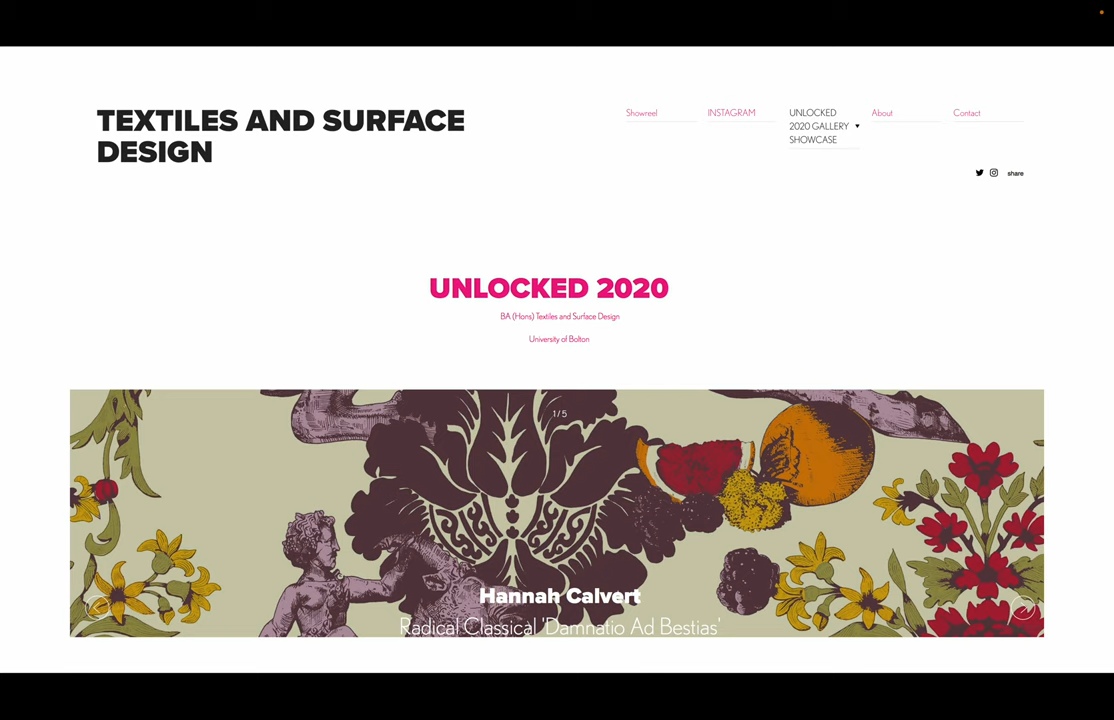 TEXTILES AND SURFACE
DESIGN
Showreel
INSTAGRAM
UNLOCKED
2020 GALLERY
SHOWCASE
About
Contact
share
UNLOCKED 2020
BA (Hons) Textiles and Surface Design
University of Bolton
1/5
Hannah Calvert
Radical Classical 'Damnatio Ad Bestias'